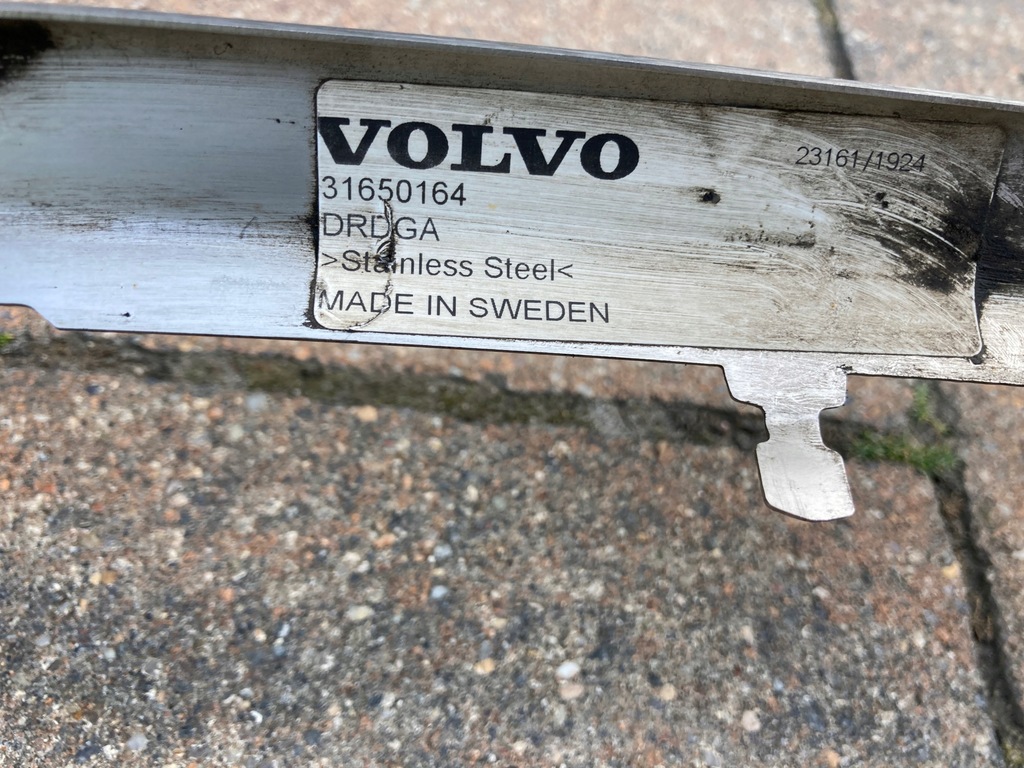 VOLVO
23161/1924
31650164
DRDGA
>Stainless Steel<
MADE IN SWEDEN